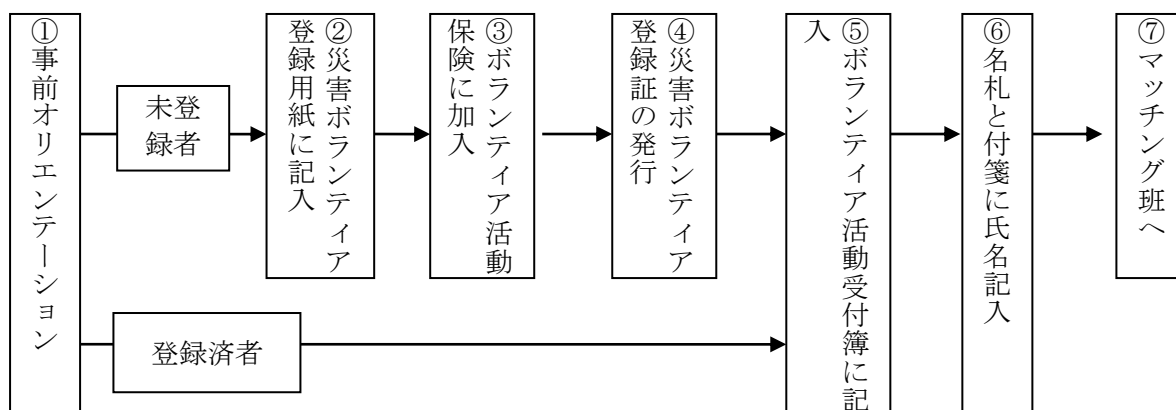 ①事前オリエンテーション
未登
録者
②災害ボランティア
登録用紙に記入
③ボランティア活動
保険に加入
④災害ボランティア
登録証の発行
登録済者
⑤ボランティア活動受付簿に記
入
⑥名札と付箋に氏名記入
⑦マッチング班へ